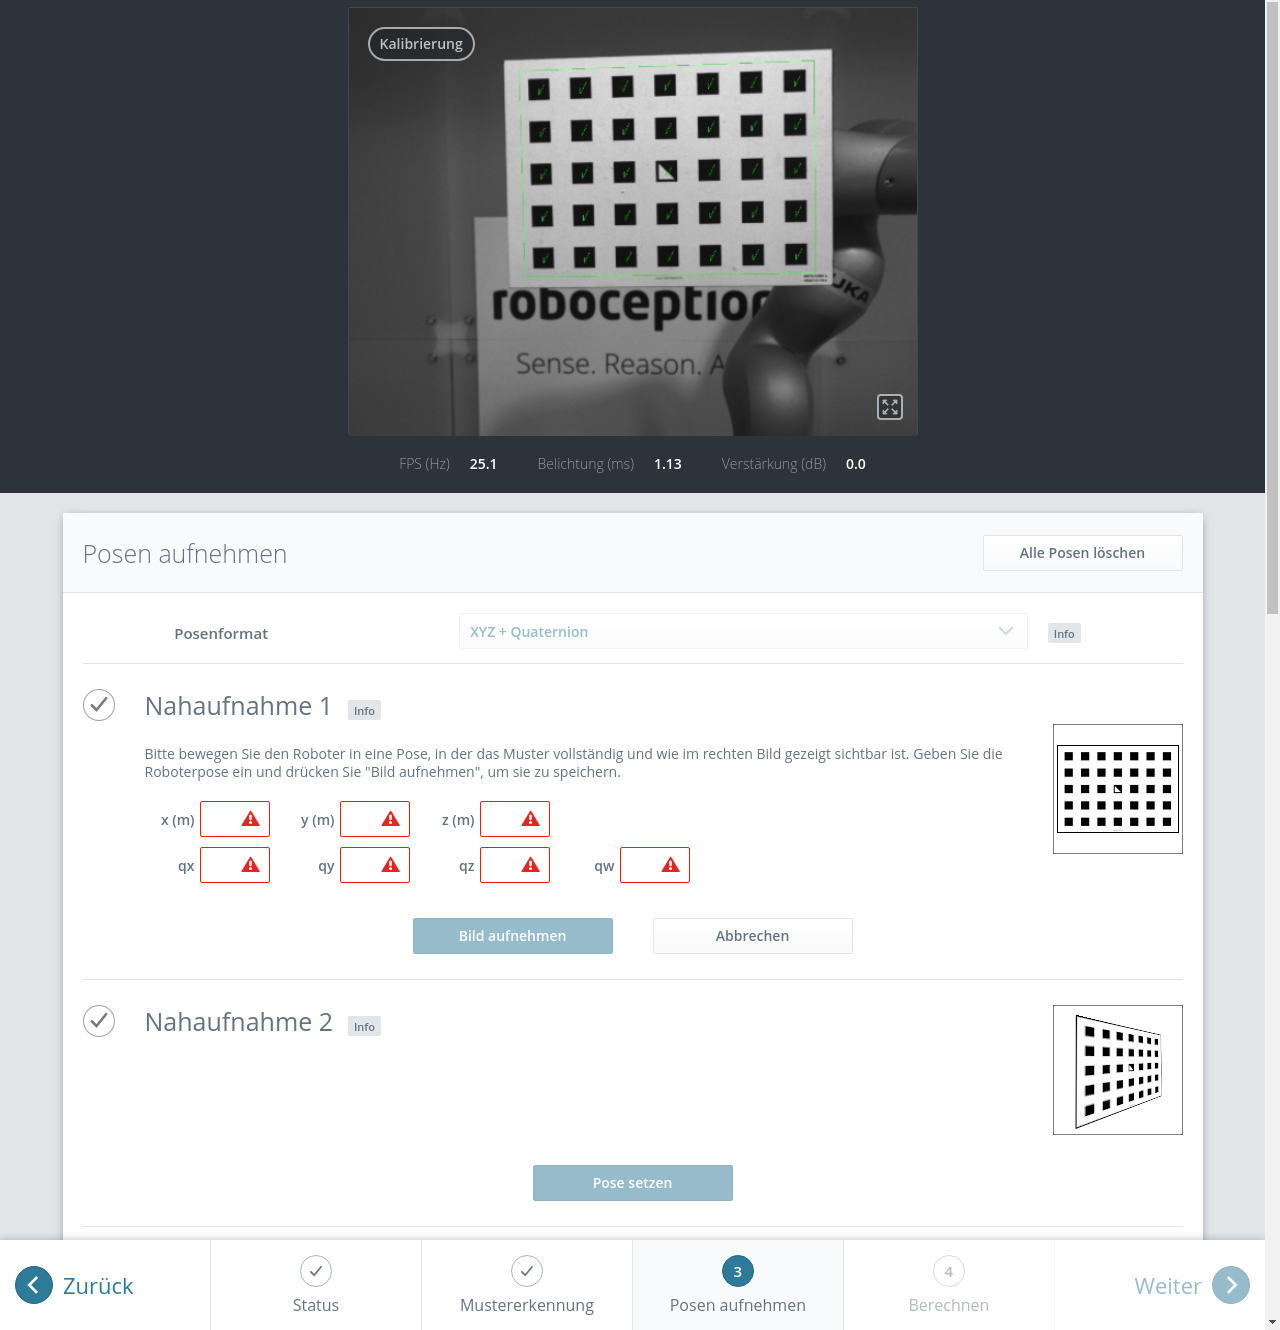 Kalibrierung
roboception
Sense. Reason. A
KUKA
FPS (Hz) 25.1 Belichtung (ms) 1.13 Verstärkung (dB) 0.0
Posen aufnehmen
Alle Posen löschen
Posenformat
XYZ + Quaternion
Info
Nahaufnahme 1 Info
Bitte bewegen Sie den Roboter in eine Pose, in der das Muster vollständig und wie im rechten Bild gezeigt sichtbar ist. Geben Sie die
Roboterpose ein und drücken Sie "Bild aufnehmen", um sie zu speichern.
x (m) y (m) z (m)
qx qy qz qw
Bild aufnehmen
Abbrechen
Nahaufnahme 2 Info
Pose setzen
Zurück
Status
Mustererkennung
3
Posen aufnehmen
4
Berechnen
Weiter